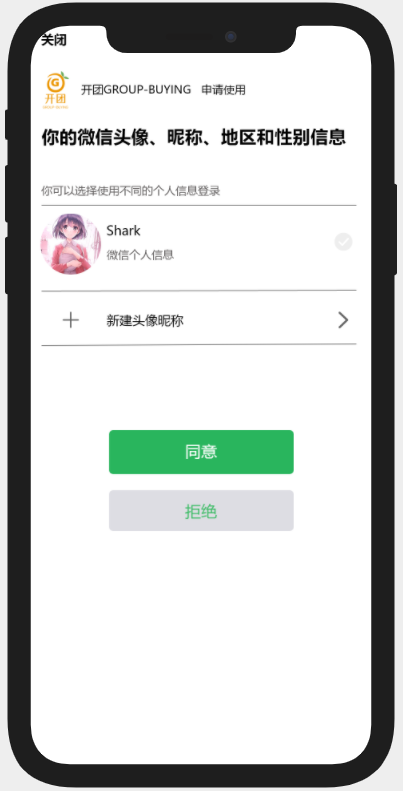 关闭
G
开团
GROUP-BUYING
开团GROUP-BUYING 申请使用
你的微信头像、昵称、地区和性别信息
你可以选择使用不同的个人信息登录
Shark
微信个人信息
新建头像昵称
同意
拒绝